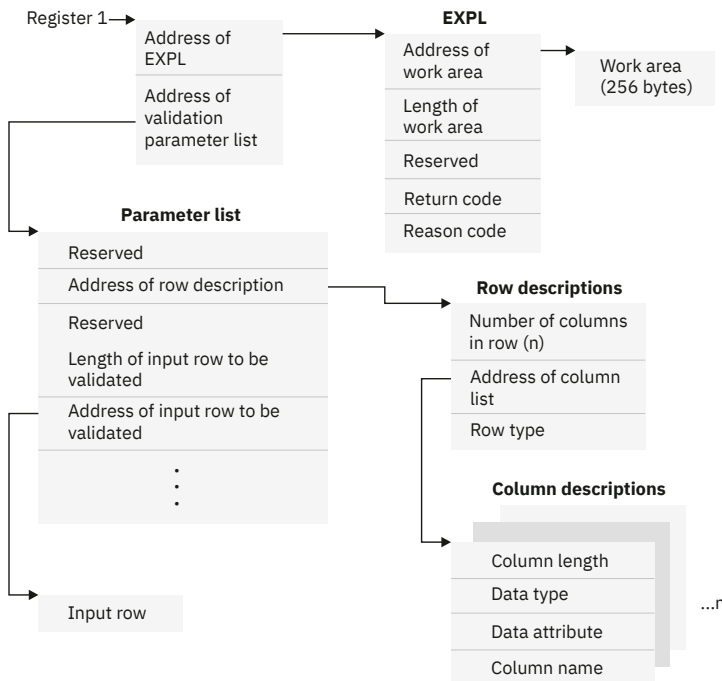 Register 1
Address of
EXPL
Address of
validation
parameter list
EXPL
Address of
work area
Length of
work area
Reserved
Return code
Reason code
Work area
(256 bytes)
Parameter list
Reserved
Address of row description
Reserved
Length of input row to be
validated
Address of input row to be
validated
.
.
.
Input row
Row descriptions
Number of columns
in row (n)
Address of column
list
Row type
Column descriptions
Column length
Data type
Data attribute
Column name
...n